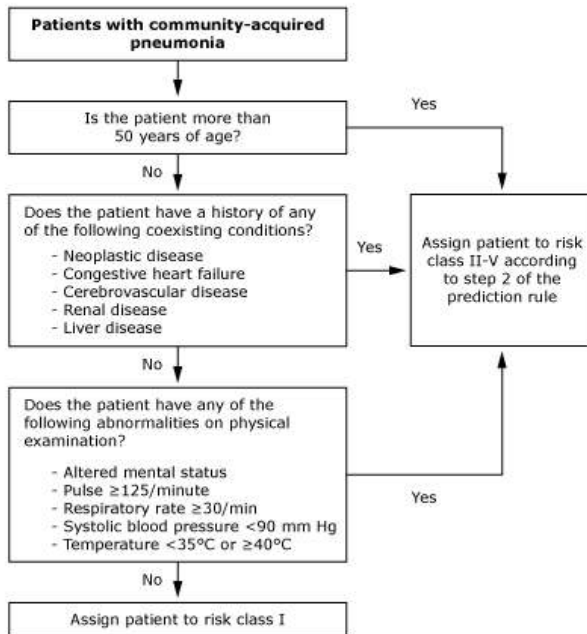 Patients with community-acquired
pneumonia
Is the patient more than
50 years of age?
Yes
No
Does the patient have a history of any
of the following coexisting conditions?
- Neoplastic disease
- Congestive heart failure
- Cerebrovascular disease
- Renal disease
- Liver disease
Yes
Assign patient to risk
class II-V according
to step 2 of the
prediction rule
No
Does the patient have any of the
following abnormalities on physical
examination?
- Altered mental status
- Pulse ≥125/minute
- Respiratory rate ≥30/min
- Systolic blood pressure <90 mm Hg
- Temperature <35°C or ≥40°C
Yes
No
Assign patient to risk class I